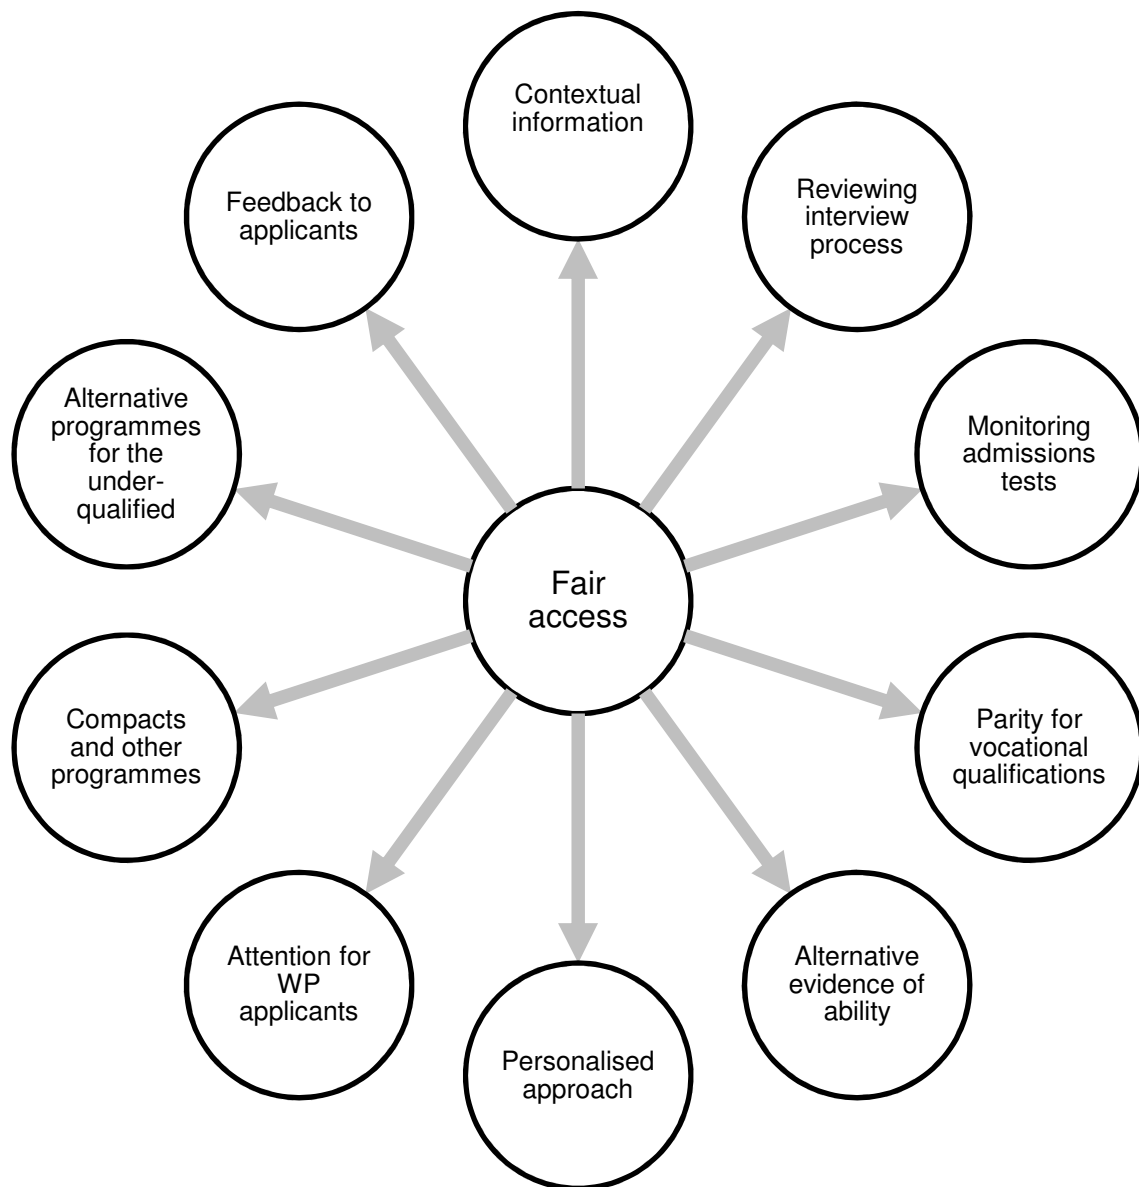 Contextual
information
Reviewing
interview
process
Monitoring
admissions
tests
Parity for
vocational
qualifications
Alternative
evidence of
ability
Personalised
approach
Attention for
WP
applicants
Compacts
and other
programmes
Alternative
programmes
for the
under-
qualified
Feedback to
applicants
Fair
access